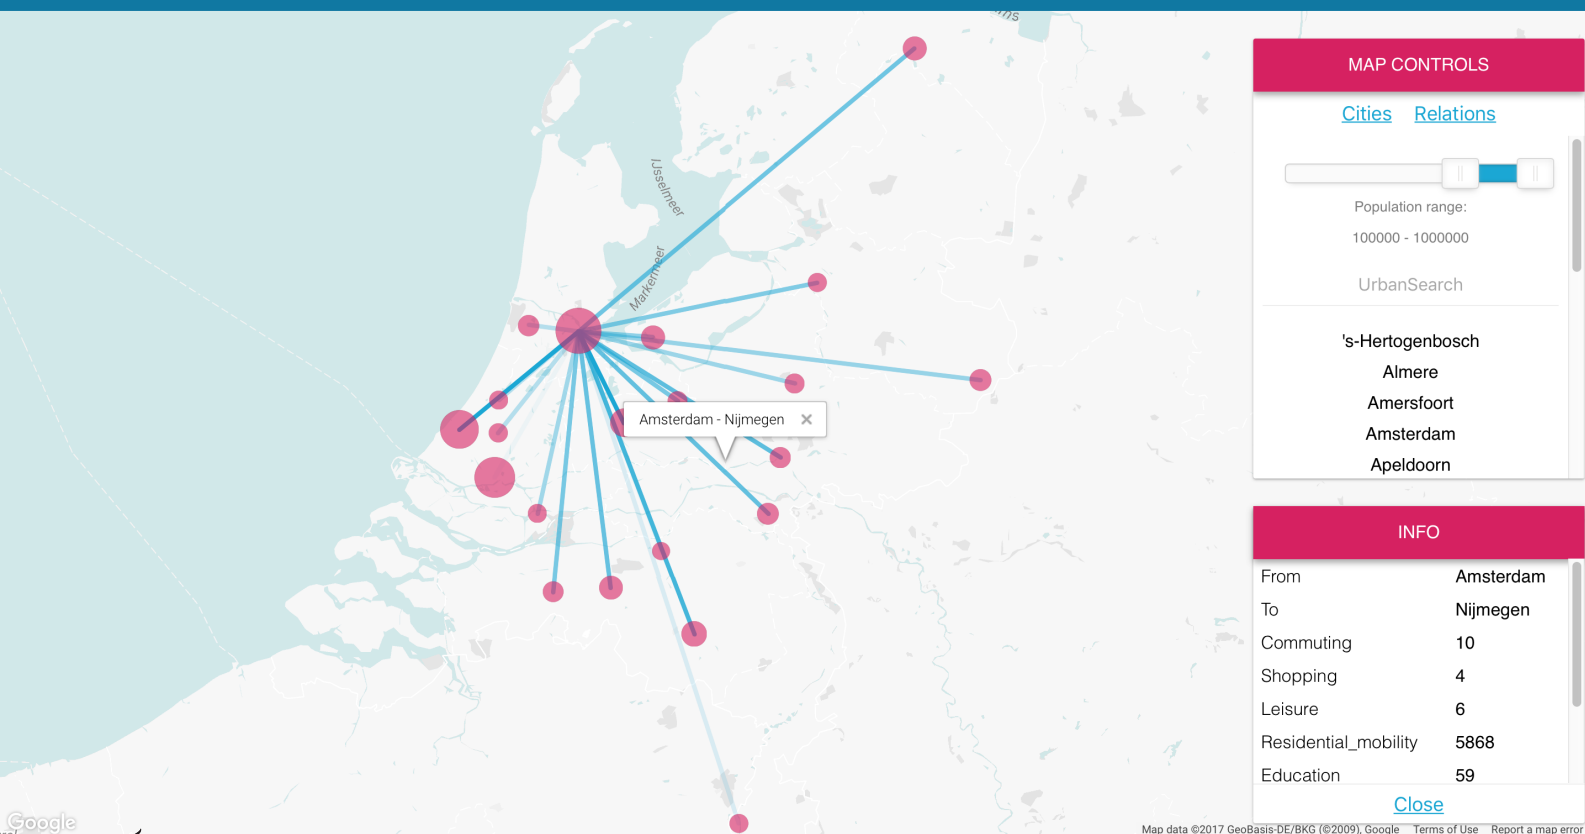 IJsselmeer
Markermeer
Amsterdam - Nijmegen ×
MAP CONTROLS
Cities Relations
Population range:
100000 - 1000000
UrbanSearch
's-Hertogenbosch
Almere
Amersfoort
Amsterdam
Apeldoorn
INFO
From Amsterdam
To Nijmegen
Commuting 10
Shopping 4
Leisure 6
Residential_mobility 5868
Education 59
Close
Google
Map data ©2017 GeoBasis-DE/BKG (©2009), Google Terms of Use Report a map error